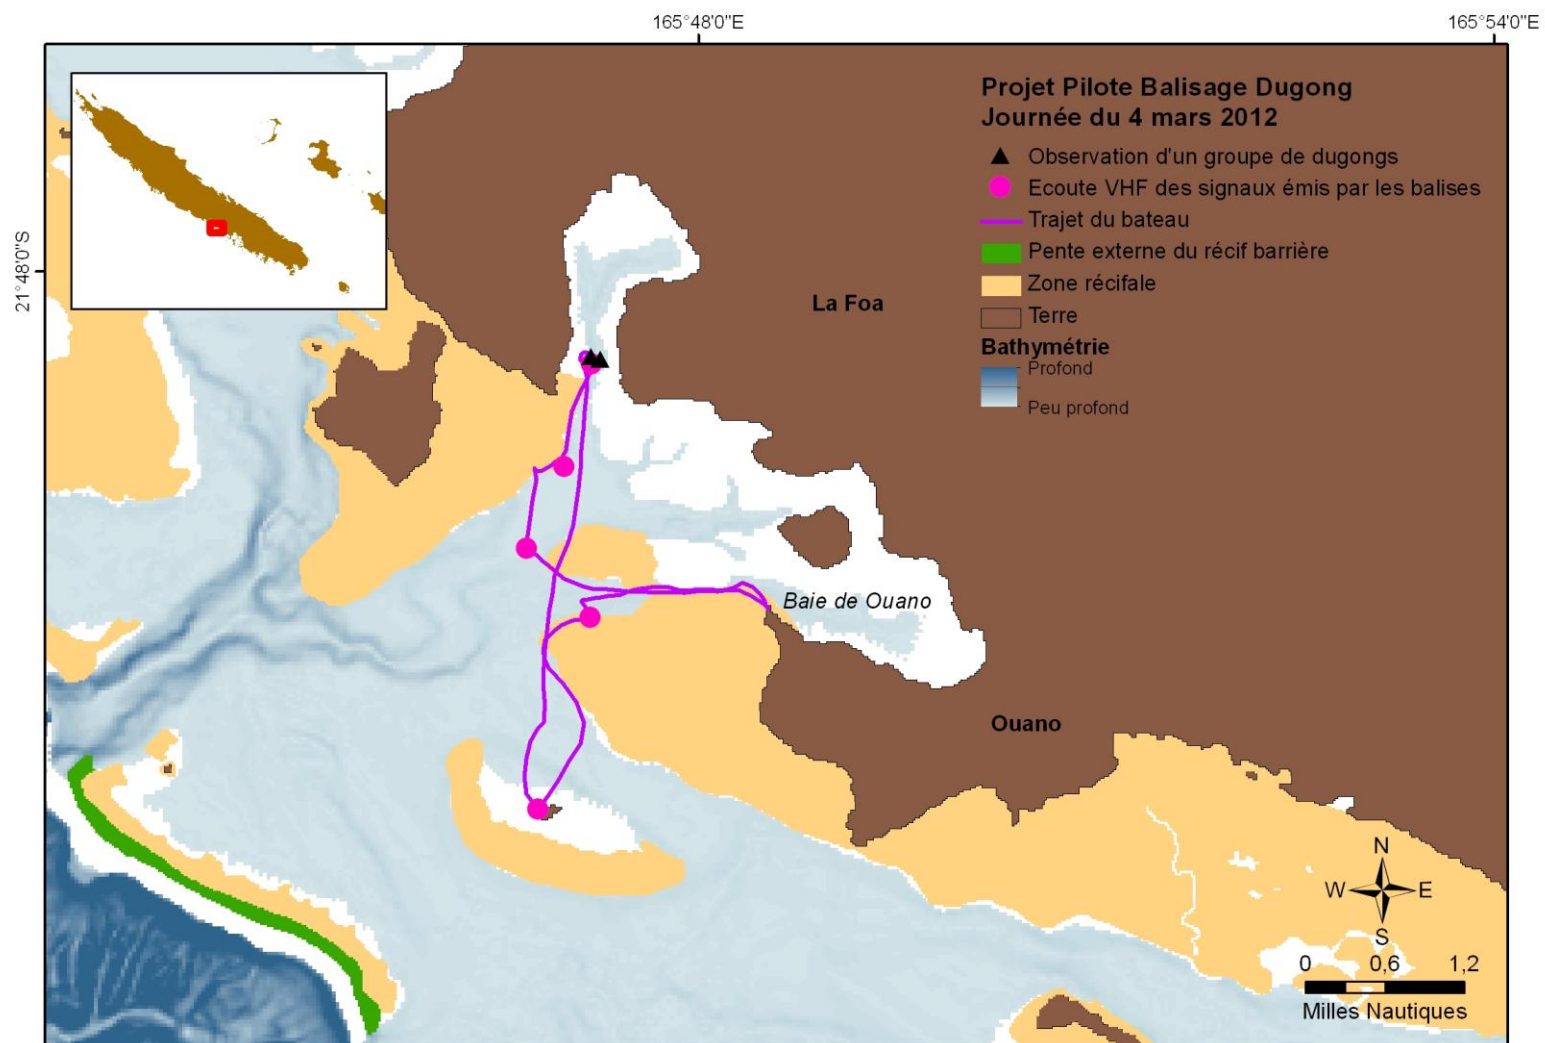 165°48'0"E
165°54'0"E
21°48'0"S
Projet Pilote Balisage Dugong
Journée du 4 mars 2012
Observation d'un groupe de dugongs
Ecoute VHF des signaux émis par les balises
Trajet du bateau
Pente externe du récif barrière
Zone récifale
Terre
Bathymétrie
Profond
Peu profond
La Foa
Baie de Ouano
Ouano
N
W E
S
0 0,6 1,2
Milles Nautiques